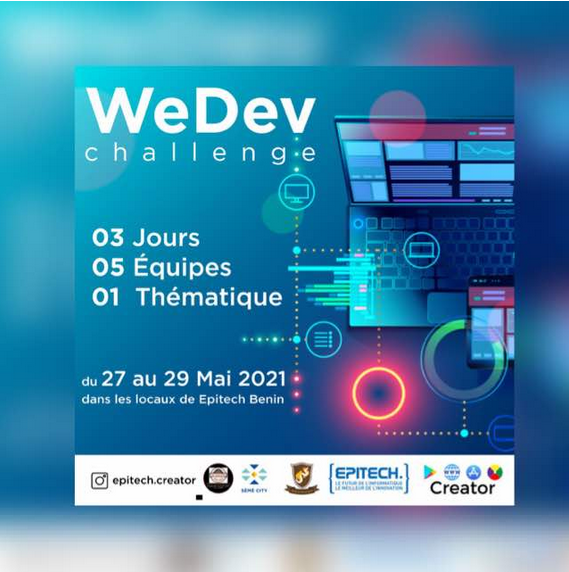 WeDev
challenge
03 Jours
05 Équipes
01 Thématique
du 27 au 29 Mai 2021
dans les locaux de Epitech Benin
epitech.creator
SÈMÈ CITY
[EPITECH.]
LE FUTUR DE L'INFORMATIQUE
LE MEILLEUR DE L'INNOVATION
www
Creator